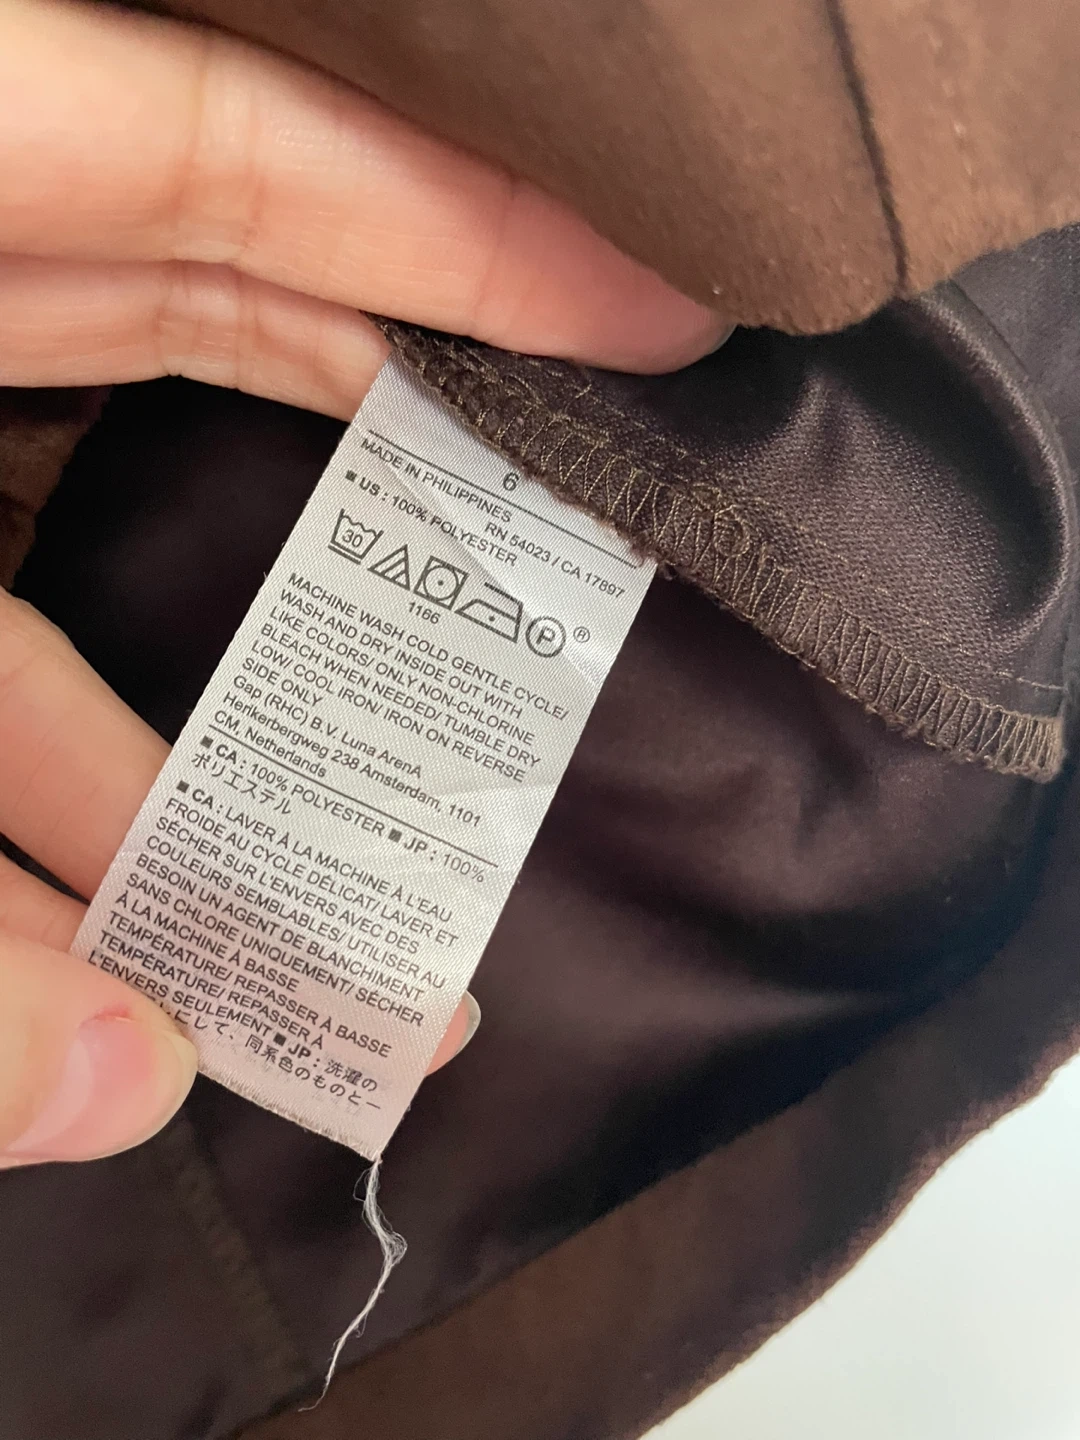 6
MADE IN PHILIPPINES
RN 54023 / CA 17897
■ US : 100% POLYESTER
30
P ®
1166
MACHINE WASH COLD GENTLE CYCLE/
WASH AND DRY INSIDE OUT WITH
LIKE COLORS/ ONLY NON-CHLORINE
BLEACH WHEN NEEDED/ TUMBLE DRY
LOW/ COOL IRON/ IRON ON REVERSE
SIDE ONLY
Gap (RHC) B.V. Luna ArenA
Herikerbergweg 238 Amsterdam, 1101
CM, Netherlands
■ CA : 100% POLYESTER ■ JP : 100%
ポリエステル
■ CA : LAVER À LA MACHINE À L'EAU
FROIDE AU CYCLE DÉLICAT/ LAVER ET
SÉCHER SUR L'ENVERS AVEC DES
COULEURS SEMBLABLES/ UTILISER AU
BESOIN UN AGENT DE BLANCHIMENT
SANS CHLORE UNIQUEMENT/ SÉCHER
À LA MACHINE À BASSE
TEMPÉRATURE/ REPASSER À BASSE
TEMPÉRATURE/ REPASSER À
L'ENVERS SEULEMENT ■ JP : 洗濯の
にして、同系色のものと一